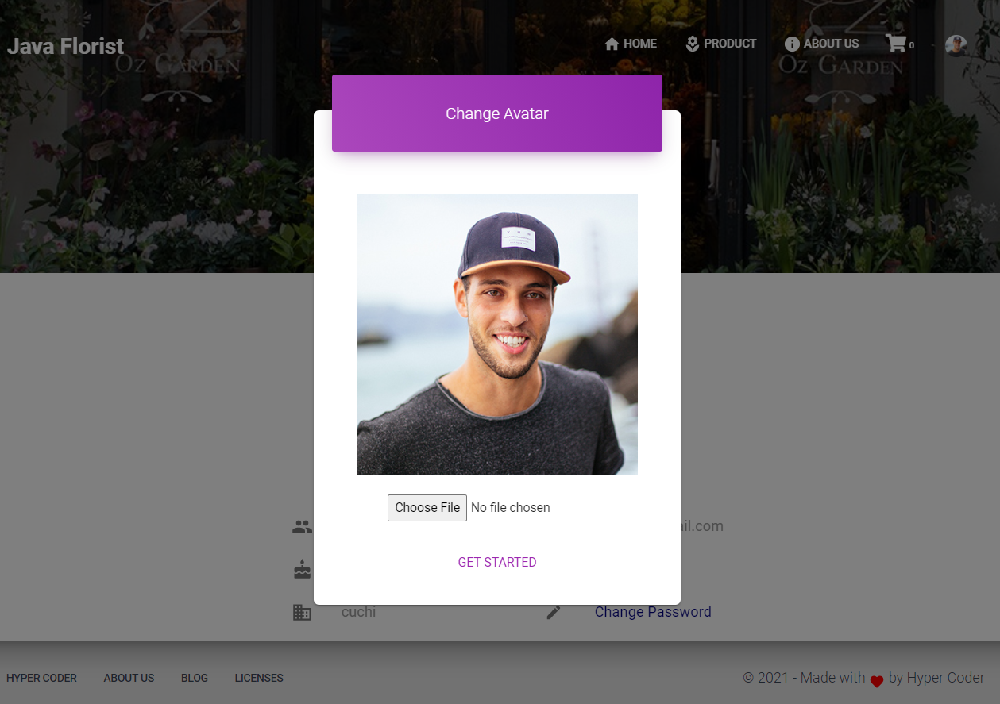 Java Florist
HOME
PRODUCT
ABOUT US
0
OZ GARDEN
OZ GARDEN
Change Avatar
Choose File No file chosen
ail.com
GET STARTED
cuchi
Change Password
HYPER CODER
ABOUT US
BLOG
LICENSES
© 2021 - Made with by Hyper Coder